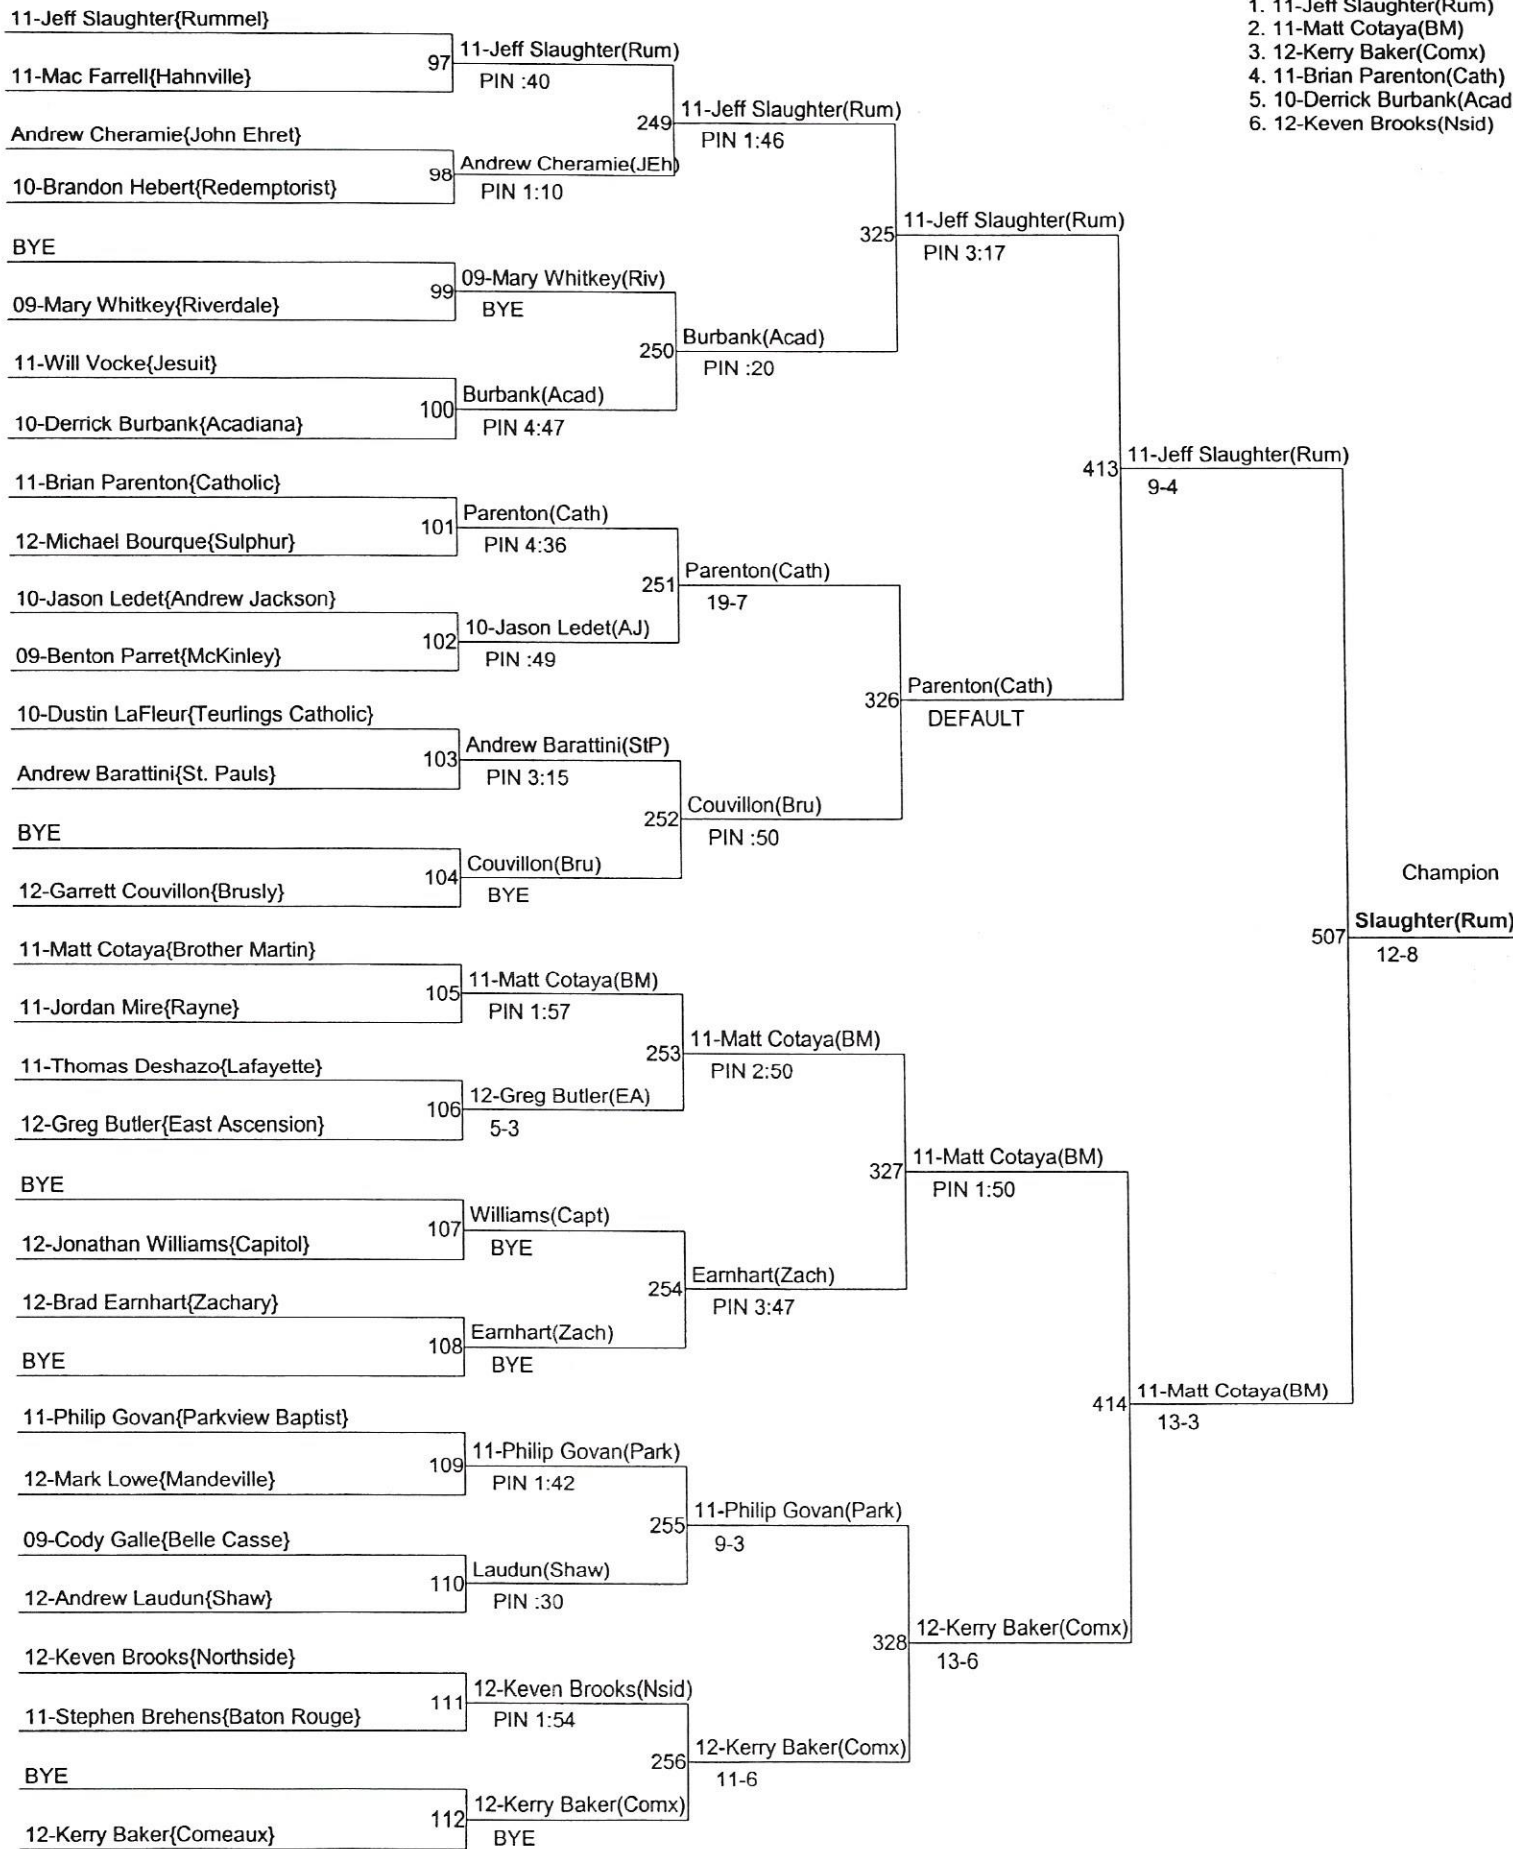 1. 11-Jeff Slaughter(Rum)
2. 11-Matt Cotaya(BM)
3. 12-Kerry Baker(Comx)
4. 11-Brian Parenton(Cath)
5. 10-Derrick Burbank(Acad
6. 12-Keven Brooks(Nsid)
11-Jeff Slaughter{Rummel}
11-Mac Farrell{Hahnville}
Andrew Cheramie{John Ehret}
10-Brandon Hebert{Redemptorist}
BYE
09-Mary Whitkey{Riverdale}
11-Will Vocke{Jesuit}
10-Derrick Burbank{Acadiana}
11-Brian Parenton{Catholic}
12-Michael Bourque{Sulphur}
10-Jason Ledet{Andrew Jackson}
09-Benton Parret{McKinley}
10-Dustin LaFleur{Teurlings Catholic}
Andrew Barattini{St. Pauls}
BYE
12-Garrett Couvillon{Brusly}
11-Matt Cotaya{Brother Martin}
11-Jordan Mire{Rayne}
11-Thomas Deshazo{Lafayette}
12-Greg Butler{East Ascension}
BYE
12-Jonathan Williams{Capitol}
12-Brad Earnhart{Zachary}
BYE
11-Philip Govan{Parkview Baptist}
12-Mark Lowe{Mandeville}
09-Cody Galle{Belle Casse}
12-Andrew Laudun{Shaw}
12-Keven Brooks{Northside}
11-Stephen Brehens{Baton Rouge}
BYE
12-Kerry Baker{Comeaux}
97 11-Jeff Slaughter(Rum)
PIN :40
98 Andrew Cheramie(JEh)
PIN 1:10
99 09-Mary Whitkey(Riv)
BYE
100 Burbank(Acad)
PIN 4:47
101 Parenton(Cath)
PIN 4:36
102 10-Jason Ledet(AJ)
PIN :49
103 Andrew Barattini(StP)
PIN 3:15
104 Couvillon(Bru)
BYE
105 11-Matt Cotaya(BM)
PIN 1:57
106 12-Greg Butler(EA)
5-3
107 Williams(Capt)
BYE
108 Earnhart(Zach)
BYE
109 11-Philip Govan(Park)
PIN 1:42
110 Laudun(Shaw)
PIN :30
111 12-Keven Brooks(Nsid)
PIN 1:54
112 12-Kerry Baker(Comx)
BYE
249 11-Jeff Slaughter(Rum)
PIN 1:46
250 Burbank(Acad)
PIN :20
251 Parenton(Cath)
19-7
252 Couvillon(Bru)
PIN :50
253 11-Matt Cotaya(BM)
PIN 2:50
254 Earnhart(Zach)
PIN 3:47
255 11-Philip Govan(Park)
9-3
256 12-Kerry Baker(Comx)
11-6
325 11-Jeff Slaughter(Rum)
PIN 3:17
326 Parenton(Cath)
DEFAULT
327 11-Matt Cotaya(BM)
PIN 1:50
328 12-Kerry Baker(Comx)
13-6
413 11-Jeff Slaughter(Rum)
9-4
414 11-Matt Cotaya(BM)
13-3
Champion
507 Slaughter(Rum)
12-8